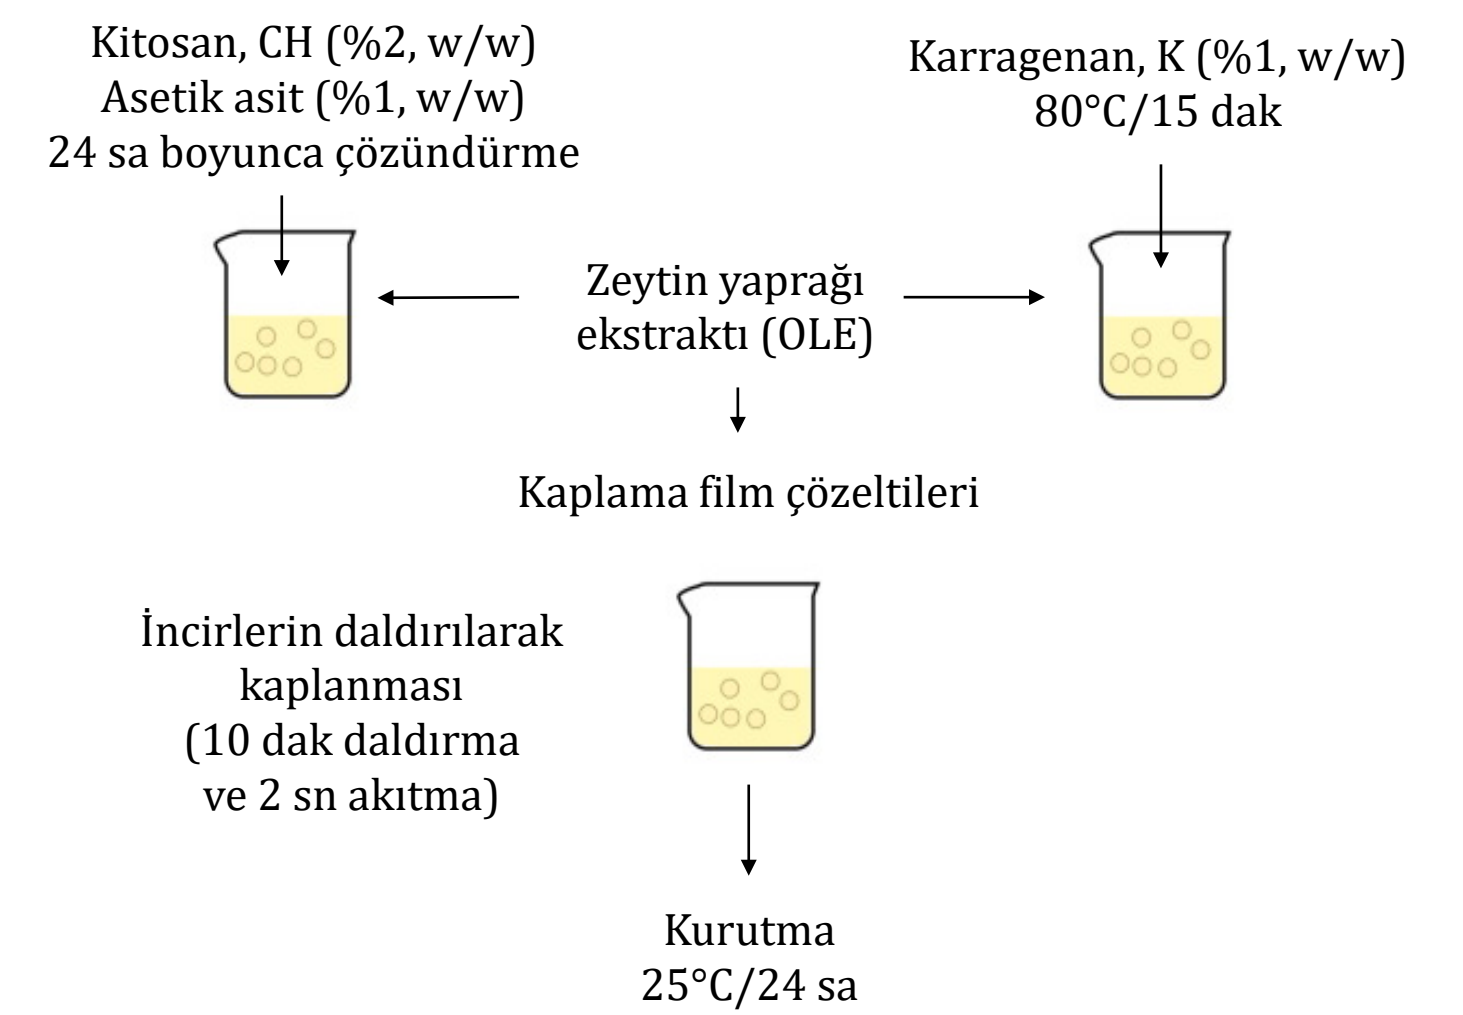 Kitosan, CH (%2, w/w)
Asetik asit (%1, w/w)
24 sa boyunca çözündürme
Karragenan, K (%1, w/w)
80°C/15 dak
Zeytin yaprağı
ekstraktı (OLE)
Kaplama film çözeltileri
İncirlerin daldırılarak
kaplanması
(10 dak daldırma
ve 2 sn akıtma)
Kurutma
25°C/24 sa